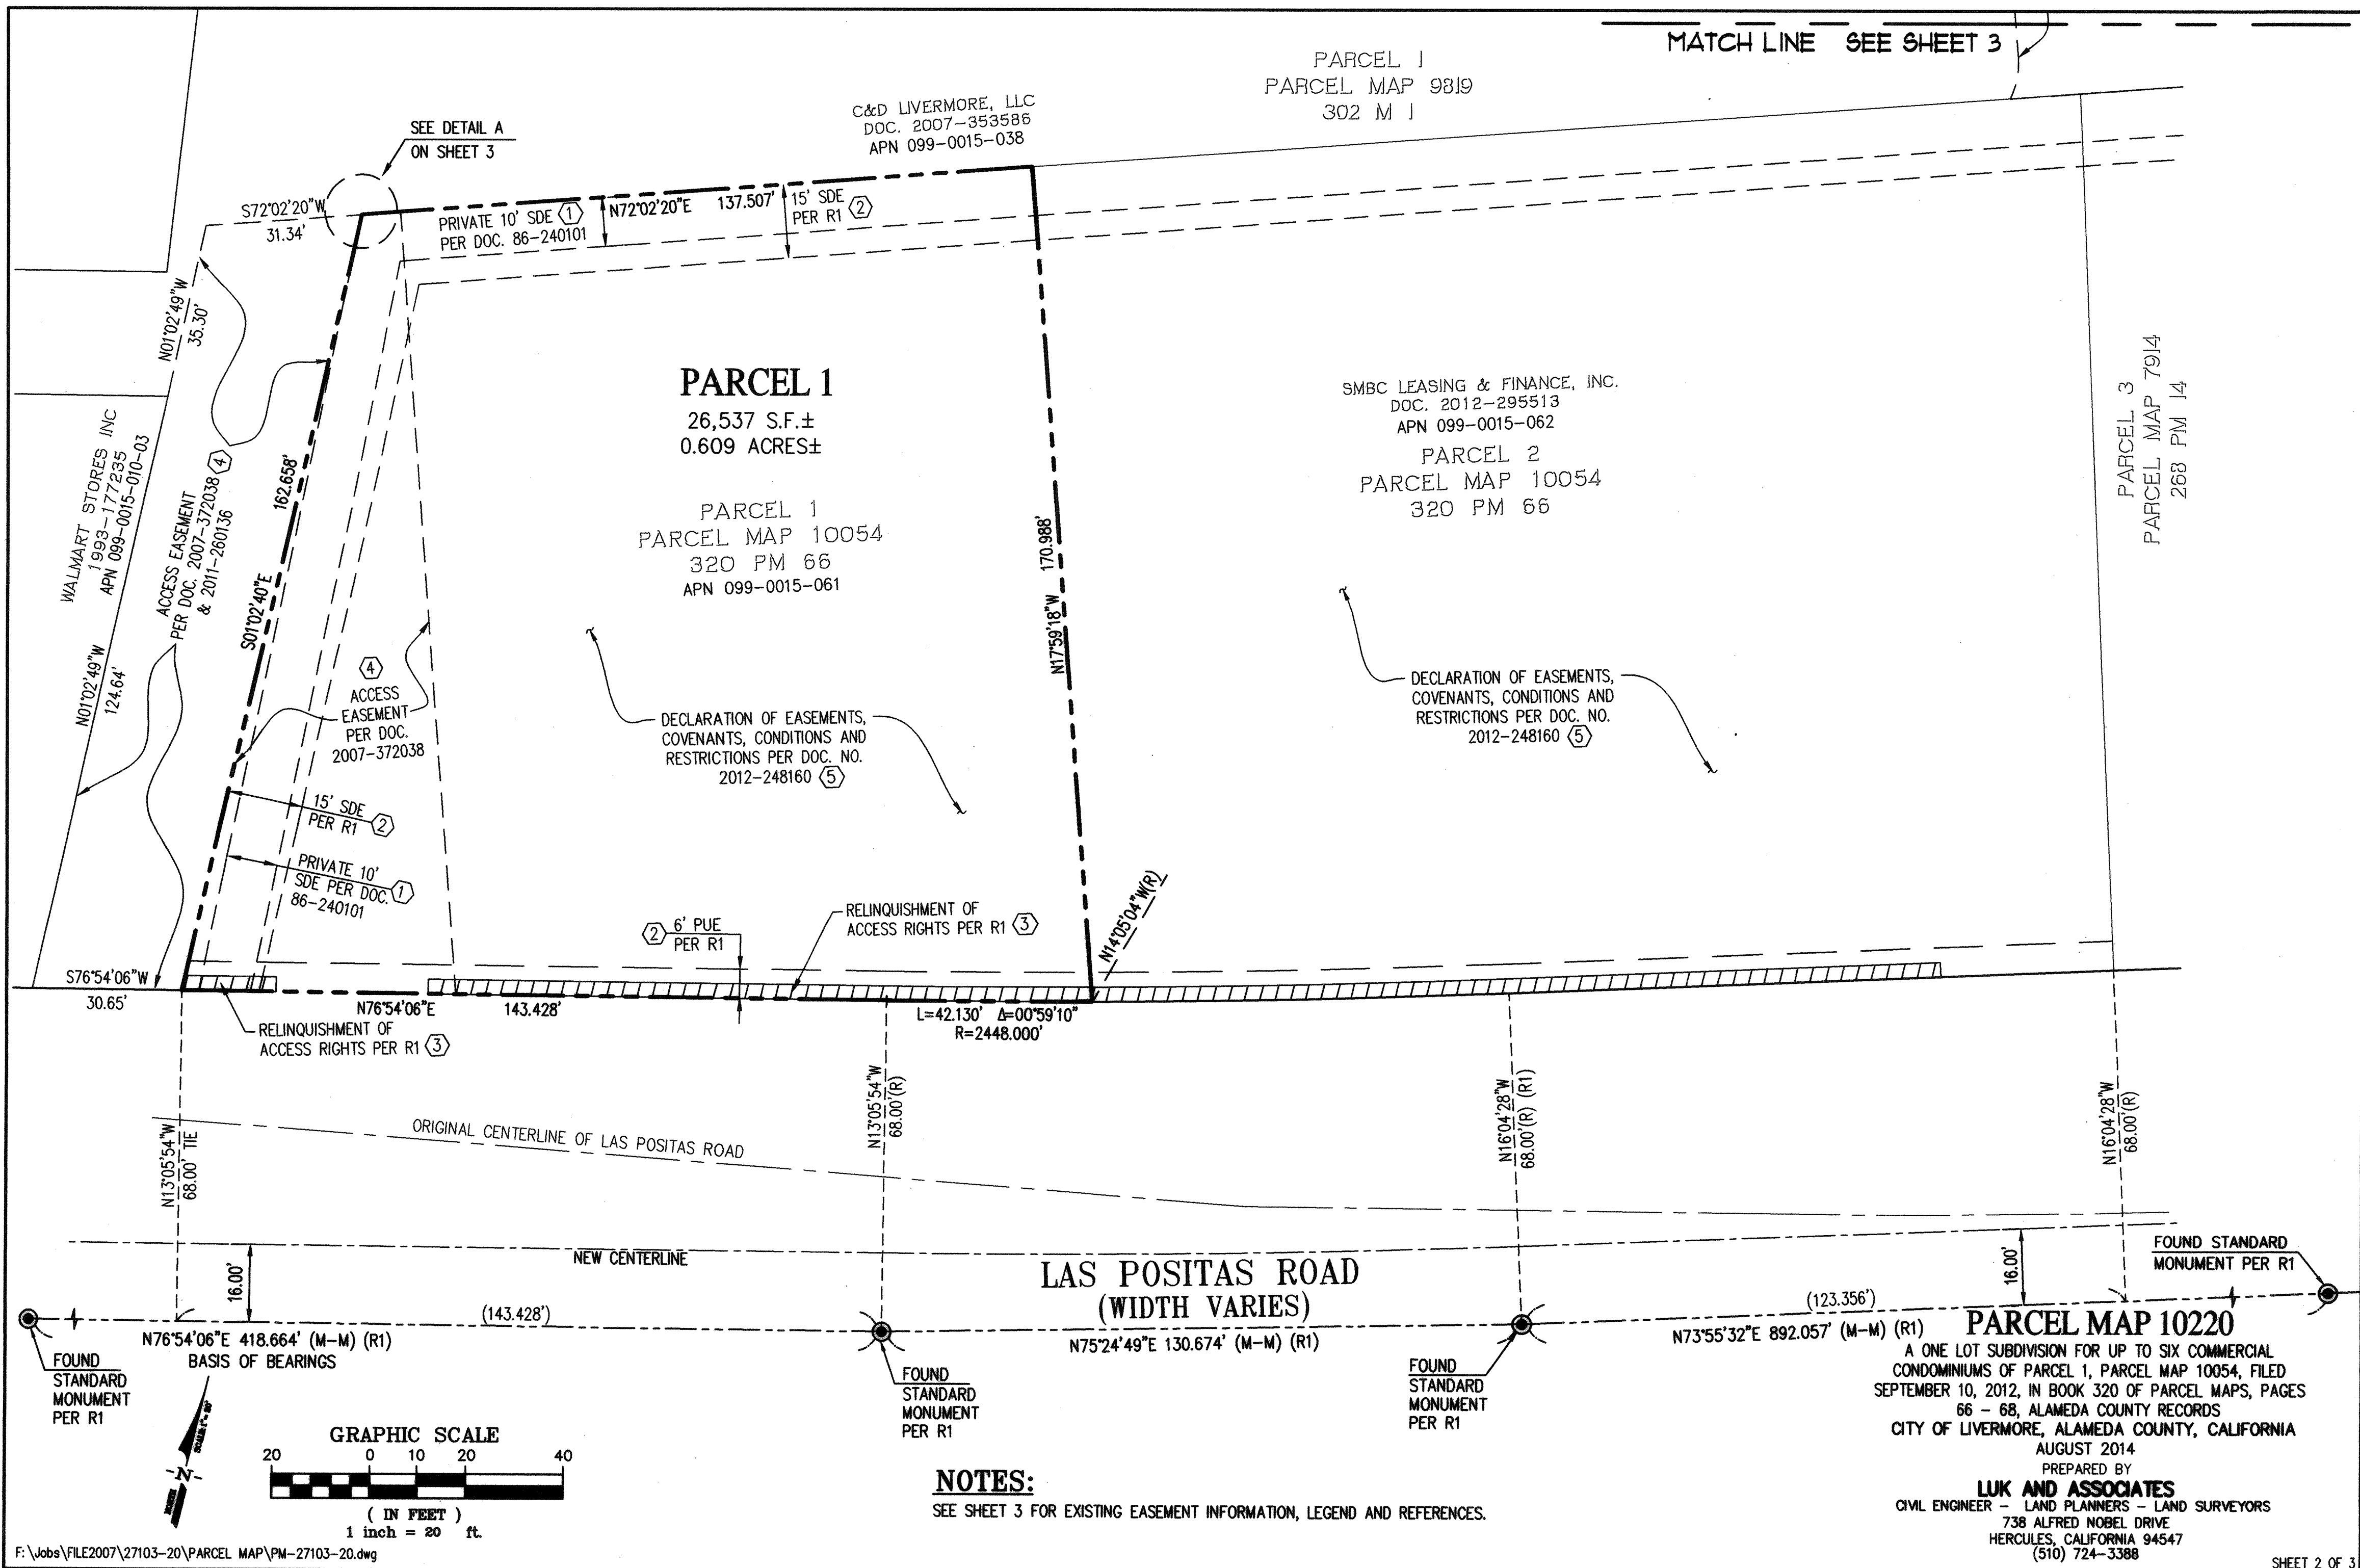 MATCH LINE SEE SHEET 3
PARCEL 1
PARCEL MAP 9819
302 M 1
C&D LIVERMORE, LLC
DOC. 2007-353586
APN 099-0015-038
SEE DETAIL A
ON SHEET 3
S72°02'20"W
31.34'
PRIVATE 10' SDE 1
PER DOC. 86-240101
N72°02'20"E 137.507'
15' SDE
PER R1 2
N01°02'49"W
35.30'
WALMART STORES INC
1993-177235
APN 099-0015-010-03
ACCESS EASEMENT
PER DOC. 2007-372038 4
& 2011-260136
N01°02'49"W
124.64'
S01°02'40"E 162.658'
PARCEL 1
26,537 S.F.±
0.609 ACRES±
PARCEL 1
PARCEL MAP 10054
320 PM 66
APN 099-0015-061
N17°59'18"W 170.988'
SMBC LEASING & FINANCE, INC.
DOC. 2012-295513
APN 099-0015-062
PARCEL 2
PARCEL MAP 10054
320 PM 66
PARCEL 3
PARCEL MAP 7914
268 PM 14
4
ACCESS
EASEMENT
PER DOC.
2007-372038
DECLARATION OF EASEMENTS,
COVENANTS, CONDITIONS AND
RESTRICTIONS PER DOC. NO.
2012-248160 5
DECLARATION OF EASEMENTS,
COVENANTS, CONDITIONS AND
RESTRICTIONS PER DOC. NO.
2012-248160 5
15' SDE
PER R1 2
PRIVATE 10'
SDE PER DOC. 1
86-240101
2 6' PUE
PER R1
RELINQUISHMENT OF
ACCESS RIGHTS PER R1 3
N14°05'04"W(R)
S76°54'06"W
30.65'
N76°54'06"E 143.428'
L=42.130' Δ=00°59'10"
R=2448.000'
RELINQUISHMENT OF
ACCESS RIGHTS PER R1 3
N13°05'54"W
68.00' TIE
N13°05'54"W
68.00'(R)
N16°04'28"W
68.00'(R) (R1)
N16°04'28"W
68.00'(R)
ORIGINAL CENTERLINE OF LAS POSITAS ROAD
NEW CENTERLINE
16.00'
16.00'
LAS POSITAS ROAD
(WIDTH VARIES)
FOUND STANDARD
MONUMENT PER R1
(143.428')
(123.356')
N76°54'06"E 418.664' (M-M) (R1)
BASIS OF BEARINGS
N75°24'49"E 130.674' (M-M) (R1)
N73°55'32"E 892.057' (M-M) (R1)
FOUND
STANDARD
MONUMENT
PER R1
FOUND
STANDARD
MONUMENT
PER R1
FOUND
STANDARD
MONUMENT
PER R1
PARCEL MAP 10220
A ONE LOT SUBDIVISION FOR UP TO SIX COMMERCIAL
CONDOMINIUMS OF PARCEL 1, PARCEL MAP 10054, FILED
SEPTEMBER 10, 2012, IN BOOK 320 OF PARCEL MAPS, PAGES
66 - 68, ALAMEDA COUNTY RECORDS
CITY OF LIVERMORE, ALAMEDA COUNTY, CALIFORNIA
AUGUST 2014
PREPARED BY
LUK AND ASSOCIATES
CIVIL ENGINEER - LAND PLANNERS - LAND SURVEYORS
738 ALFRED NOBEL DRIVE
HERCULES, CALIFORNIA 94547
(510) 724-3388
SCALE: 1"= 20'
N
NORTH
GRAPHIC SCALE
20 0 10 20 40
( IN FEET )
1 inch = 20 ft.
NOTES:
SEE SHEET 3 FOR EXISTING EASEMENT INFORMATION, LEGEND AND REFERENCES.
F:\Jobs\FILE2007\27103-20\PARCEL MAP\PM-27103-20.dwg
SHEET 2 OF 3